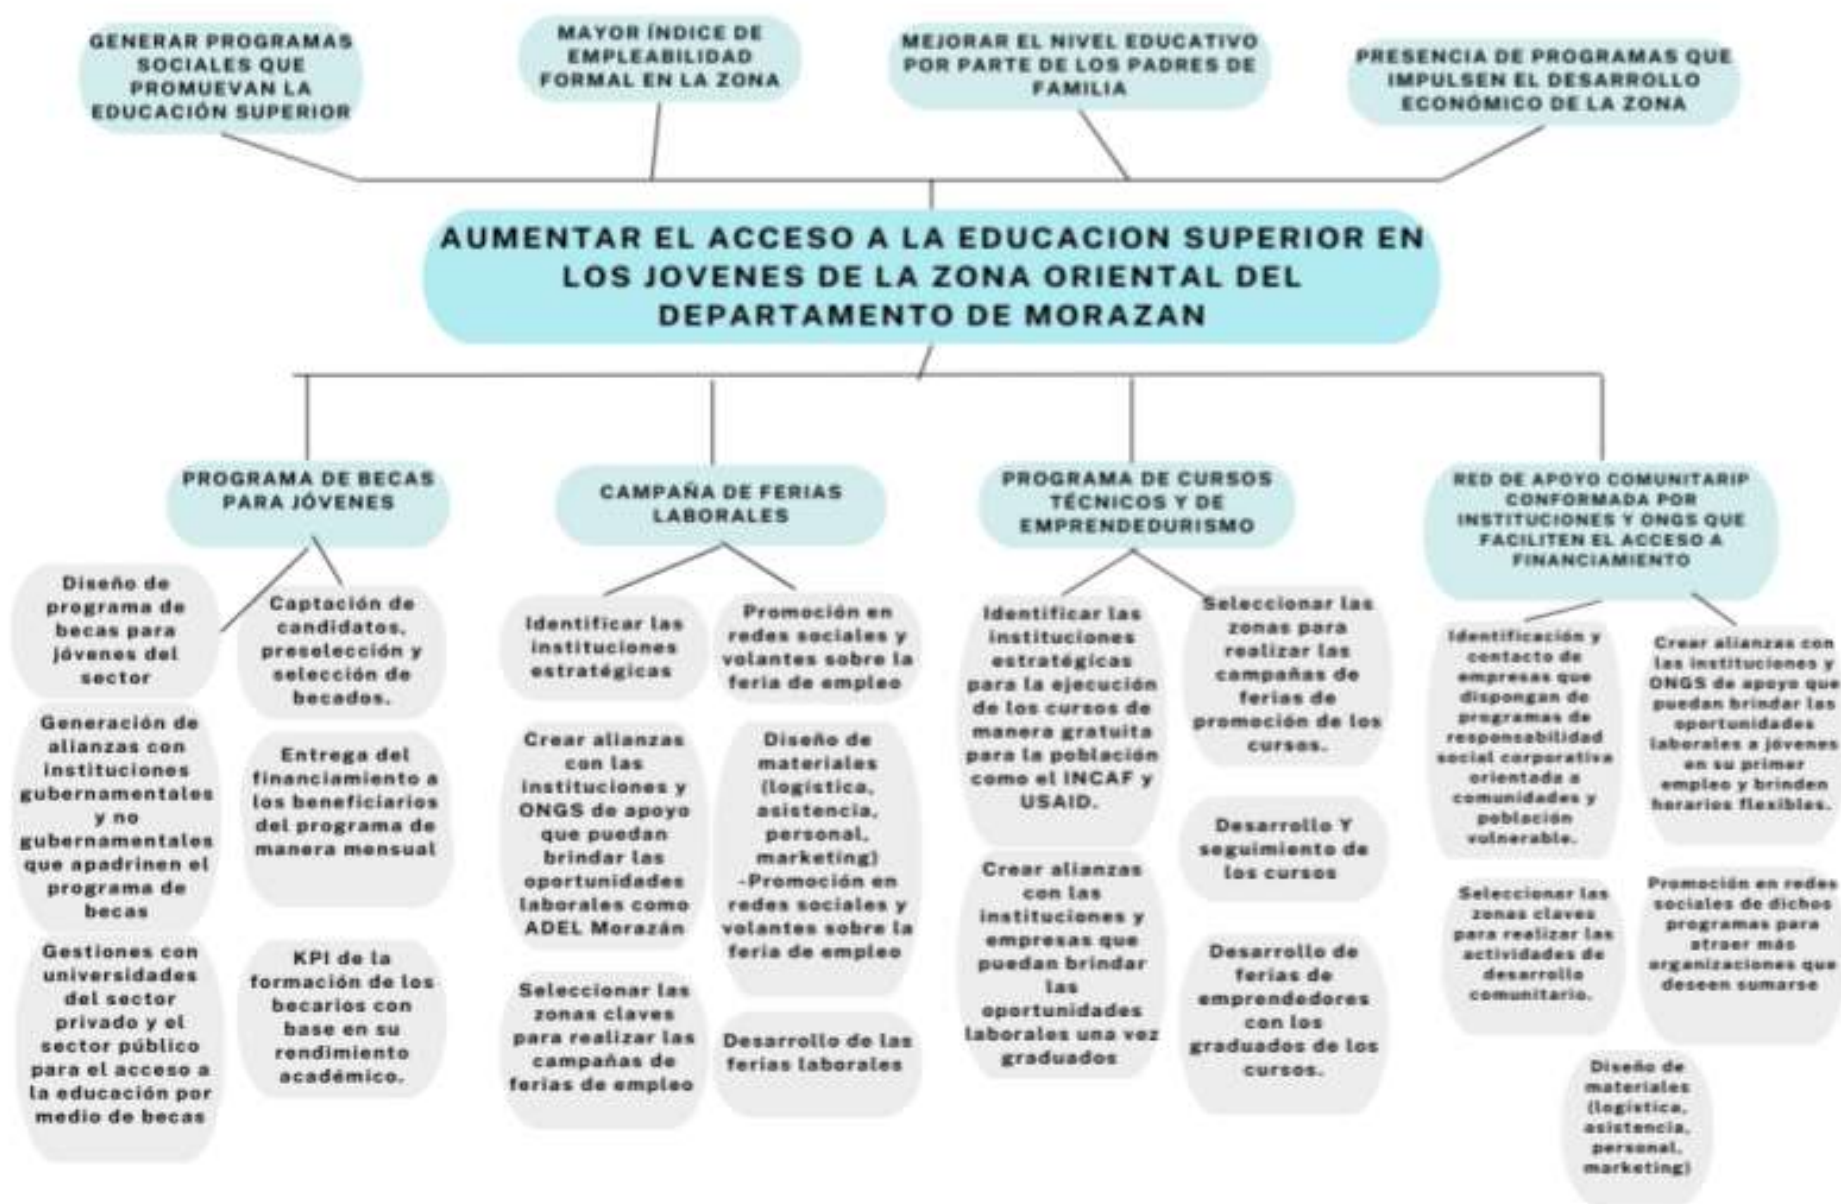 GENERAR PROGRAMAS
SOCIALES QUE
PROMUEVAN LA
EDUCACIÓN SUPERIOR
MAYOR ÍNDICE DE
EMPLEABILIDAD
FORMAL EN LA ZONA
MEJORAR EL NIVEL EDUCATIVO
POR PARTE DE LOS PADRES DE
FAMILIA
PRESENCIA DE PROGRAMAS QUE
IMPULSEN EL DESARROLLO
ECONÓMICO DE LA ZONA
AUMENTAR EL ACCESO A LA EDUCACION SUPERIOR EN
LOS JOVENES DE LA ZONA ORIENTAL DEL
DEPARTAMENTO DE MORAZAN
PROGRAMA DE BECAS
PARA JÓVENES
Diseño de
programa de
becas para
jóvenes del
sector
Captación de
candidatos,
preselección y
selección de
becados.
Generación de
alianzas con
instituciones
gubernamentales
y no
gubernamentales
que apadrinen el
programa de
becas
Entrega del
financiamiento a
los beneficiarios
del programa de
manera mensual
Gestiones con
universidades
del sector
privado y el
sector público
para el acceso a
la educación por
medio de becas
KPI de la
formación de los
becarios con
base en su
rendimiento
académico.
CAMPAÑA DE FERIAS
LABORALES
Identificar las
instituciones
estratégicas
Promoción en
redes sociales y
volantes sobre la
feria de empleo
Crear alianzas
con las
instituciones y
ONGS de apoyo
que puedan
brindar las
oportunidades
laborales como
ADEL Morazán
Diseño de
materiales
(logística,
asistencia,
personal,
marketing)
-Promoción en
redes sociales y
volantes sobre la
feria de empleo
Seleccionar las
zonas claves
para realizar las
campañas de
ferias de empleo
Desarrollo de las
ferias laborales
PROGRAMA DE CURSOS
TÉCNICOS Y DE
EMPRENDEDURISMO
Identificar las
instituciones
estratégicas
para la ejecución
de los cursos de
manera gratuita
para la población
como el INCAF y
USAID.
Seleccionar las
zonas para
realizar las
campañas de
ferias de
promoción de los
cursos.
Crear alianzas
con las
instituciones y
empresas que
puedan brindar
las
oportunidades
laborales una vez
graduados
Desarrollo Y
seguimiento de
los cursos
Desarrollo de
ferias de
emprendedores
con los
graduados de los
cursos.
RED DE APOYO COMUNITARIP
CONFORMADA POR
INSTITUCIONES Y ONGS QUE
FACILITEN EL ACCESO A
FINANCIAMIENTO
Identificación y
contacto de
empresas que
dispongan de
programas de
responsabilidad
social corporativa
orientada a
comunidades y
población
vulnerable.
Crear alianzas con
las instituciones y
ONGS de apoyo que
puedan brindar las
oportunidades
laborales a jóvenes
en su primer
empleo y brinden
horarios flexibles.
Seleccionar las
zonas claves
para realizar las
actividades de
desarrollo
comunitario.
Promoción en redes
sociales de dichos
programas para
atraer más
organizaciones que
deseen sumarse
Diseño de
materiales
(logística,
asistencia,
personal,
marketing)